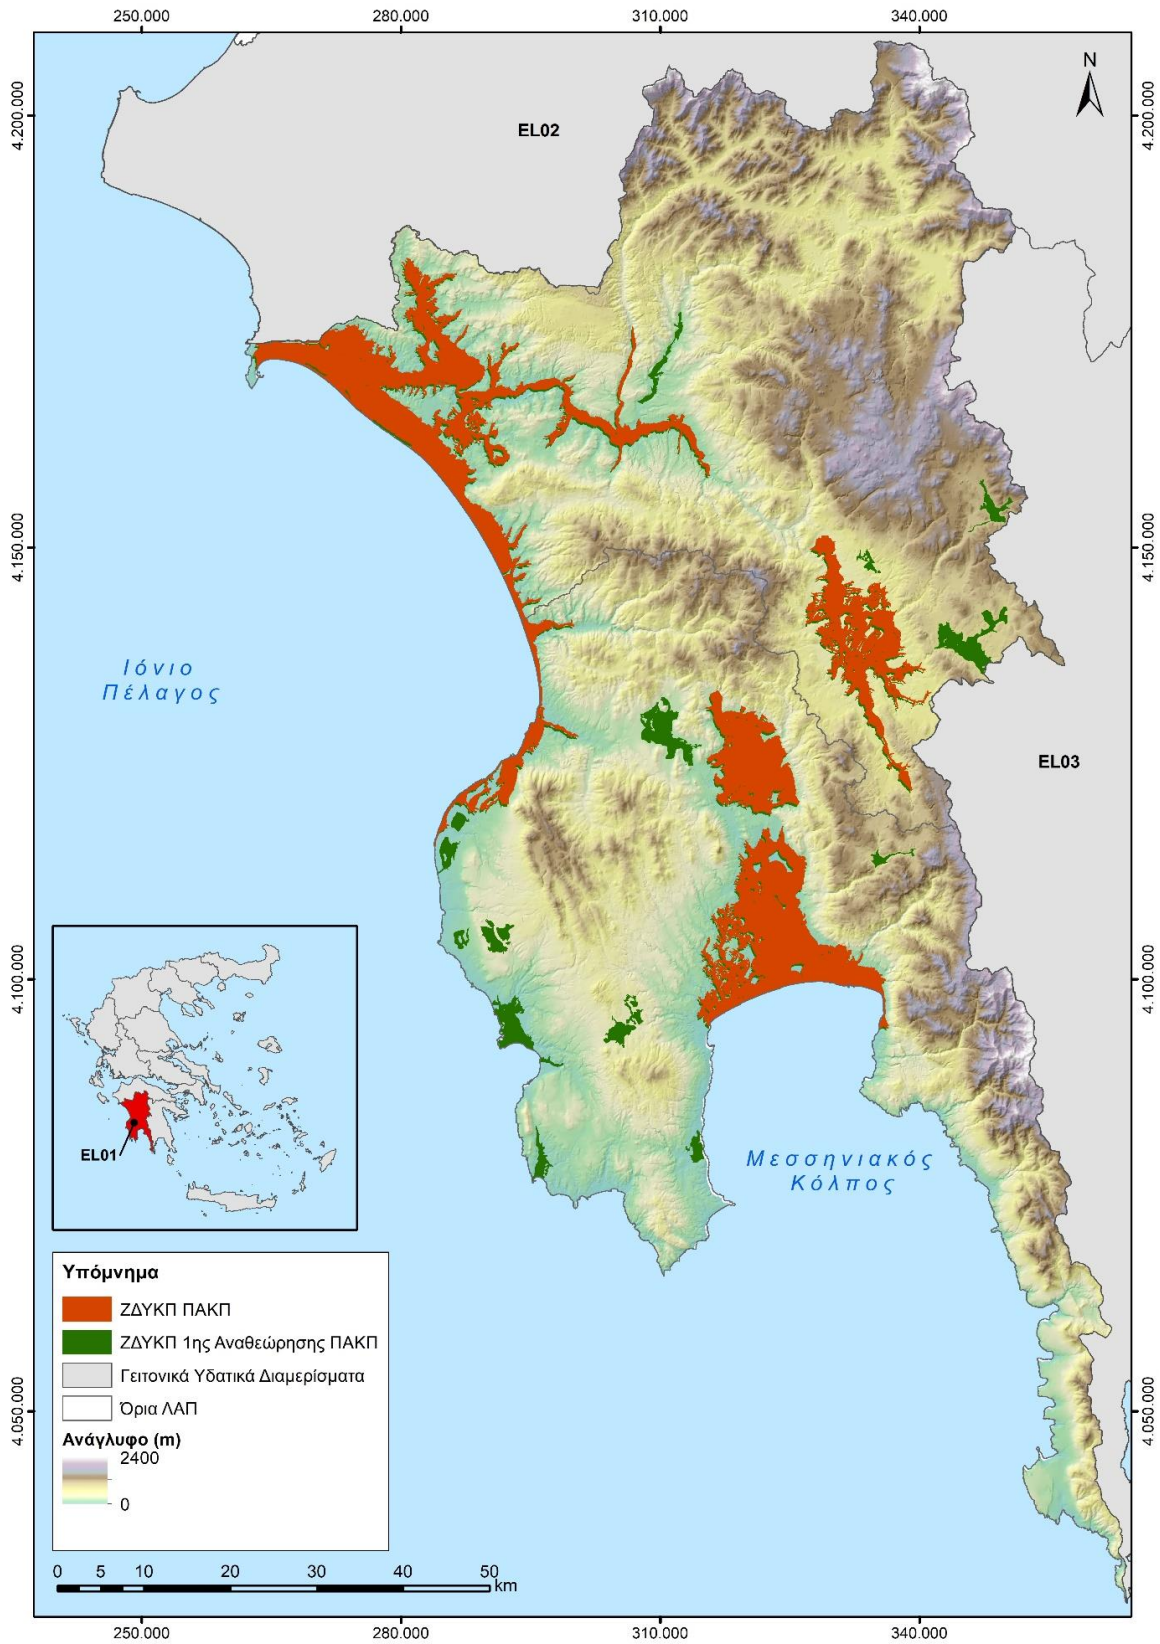 250.000
280.000
310.000
340.000
4.200.000
4.200.000
N
EL02
4.150.000
4.150.000
Ιόνιο
Πέλαγος
EL03
4.100.000
4.100.000
EL01
Μεσσηνιακός
Κόλπος
Υπόμνημα
ΖΔΥΚΠ ΠΑΚΠ
ΖΔΥΚΠ 1ης Αναθεώρησης ΠΑΚΠ
Γειτονικά Υδατικά Διαμερίσματα
Όρια ΛΑΠ
4.050.000
4.050.000
Ανάγλυφο (m)
2400
0
0 5 10 20 30 40 50
km
250.000
280.000
310.000
340.000